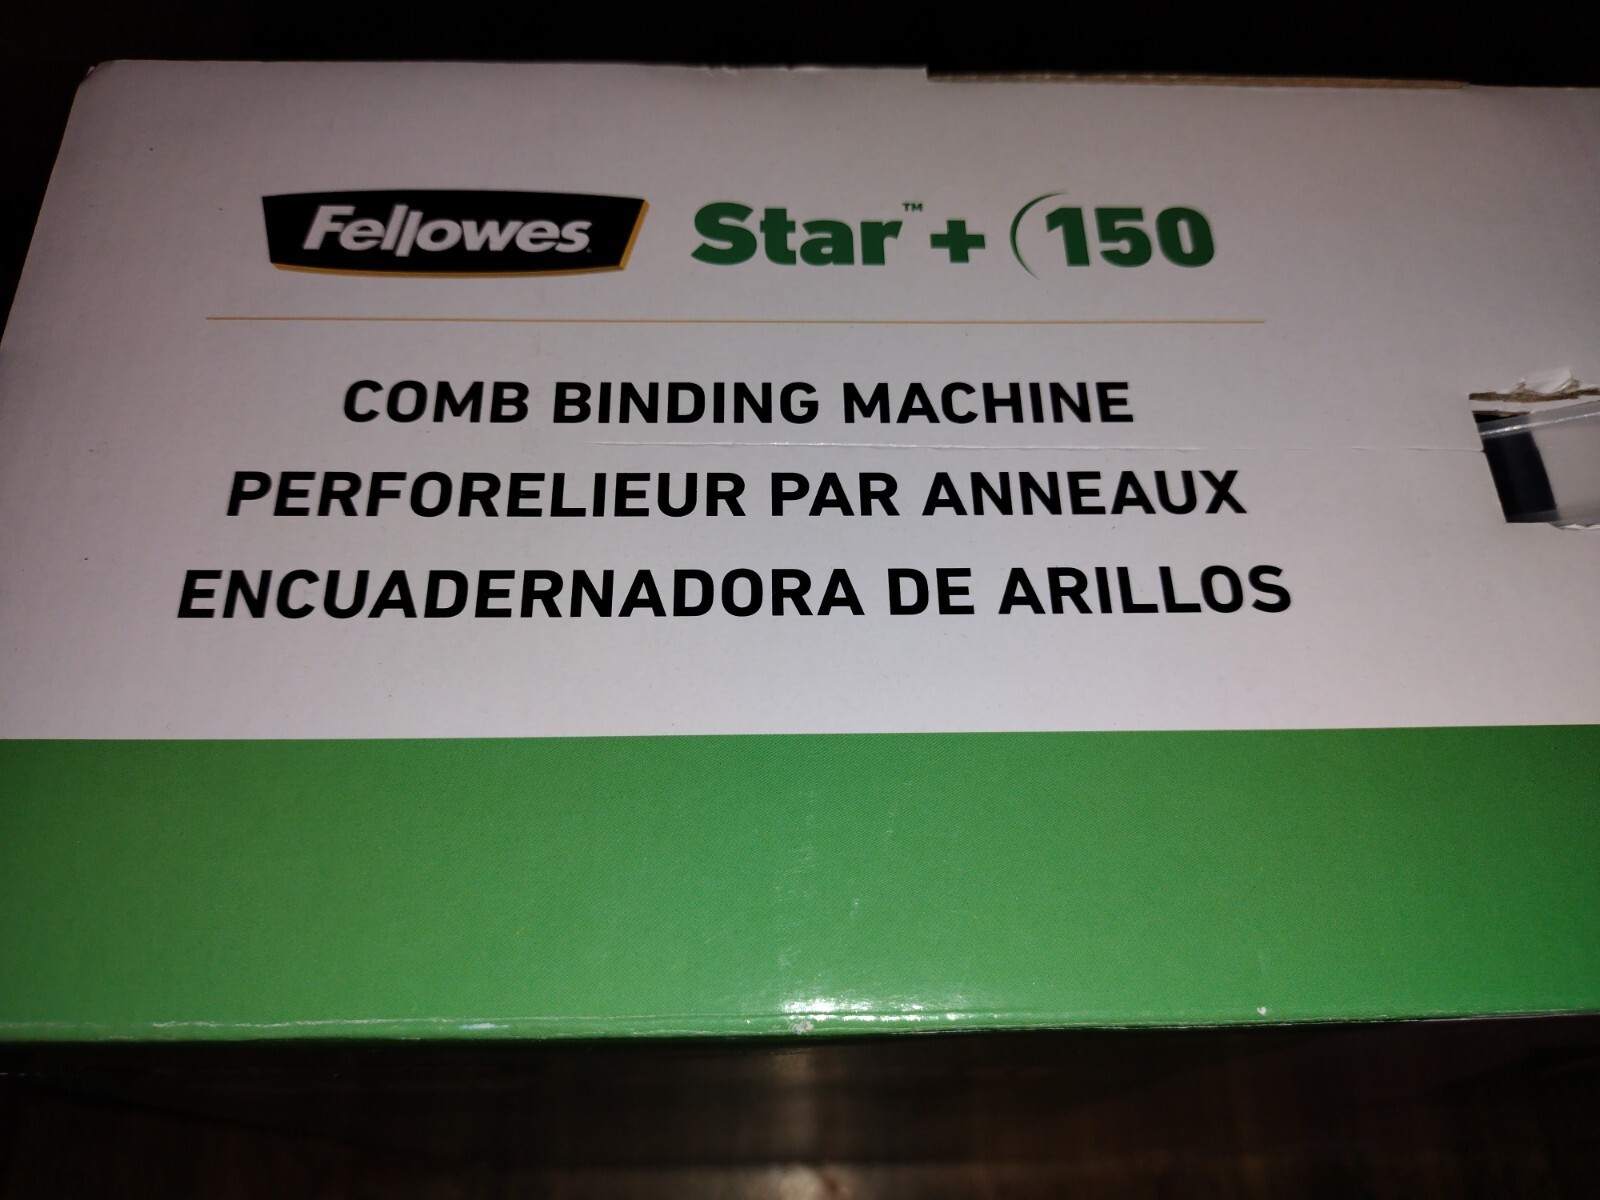 Fellowes. Star™+ (150
COMB BINDING MACHINE
PERFORELIEUR PAR ANNEAUX
ENCUADERNADORA DE ARILLOS